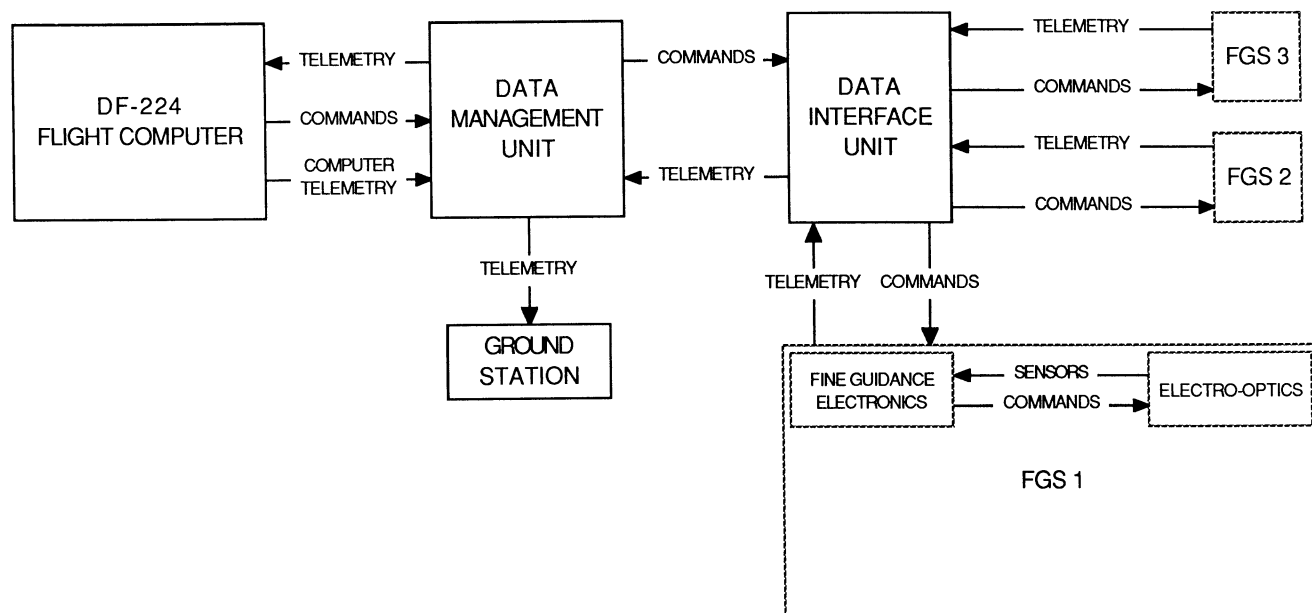 DF-224
FLIGHT COMPUTER
TELEMETRY
COMMANDS
COMPUTER
TELEMETRY
DATA
MANAGEMENT
UNIT
COMMANDS
TELEMETRY
DATA
INTERFACE
UNIT
TELEMETRY
COMMANDS
FGS 3
TELEMETRY
COMMANDS
FGS 2
TELEMETRY
GROUND
STATION
TELEMETRY
COMMANDS
FINE GUIDANCE
ELECTRONICS
SENSORS
COMMANDS
ELECTRO-OPTICS
FGS 1